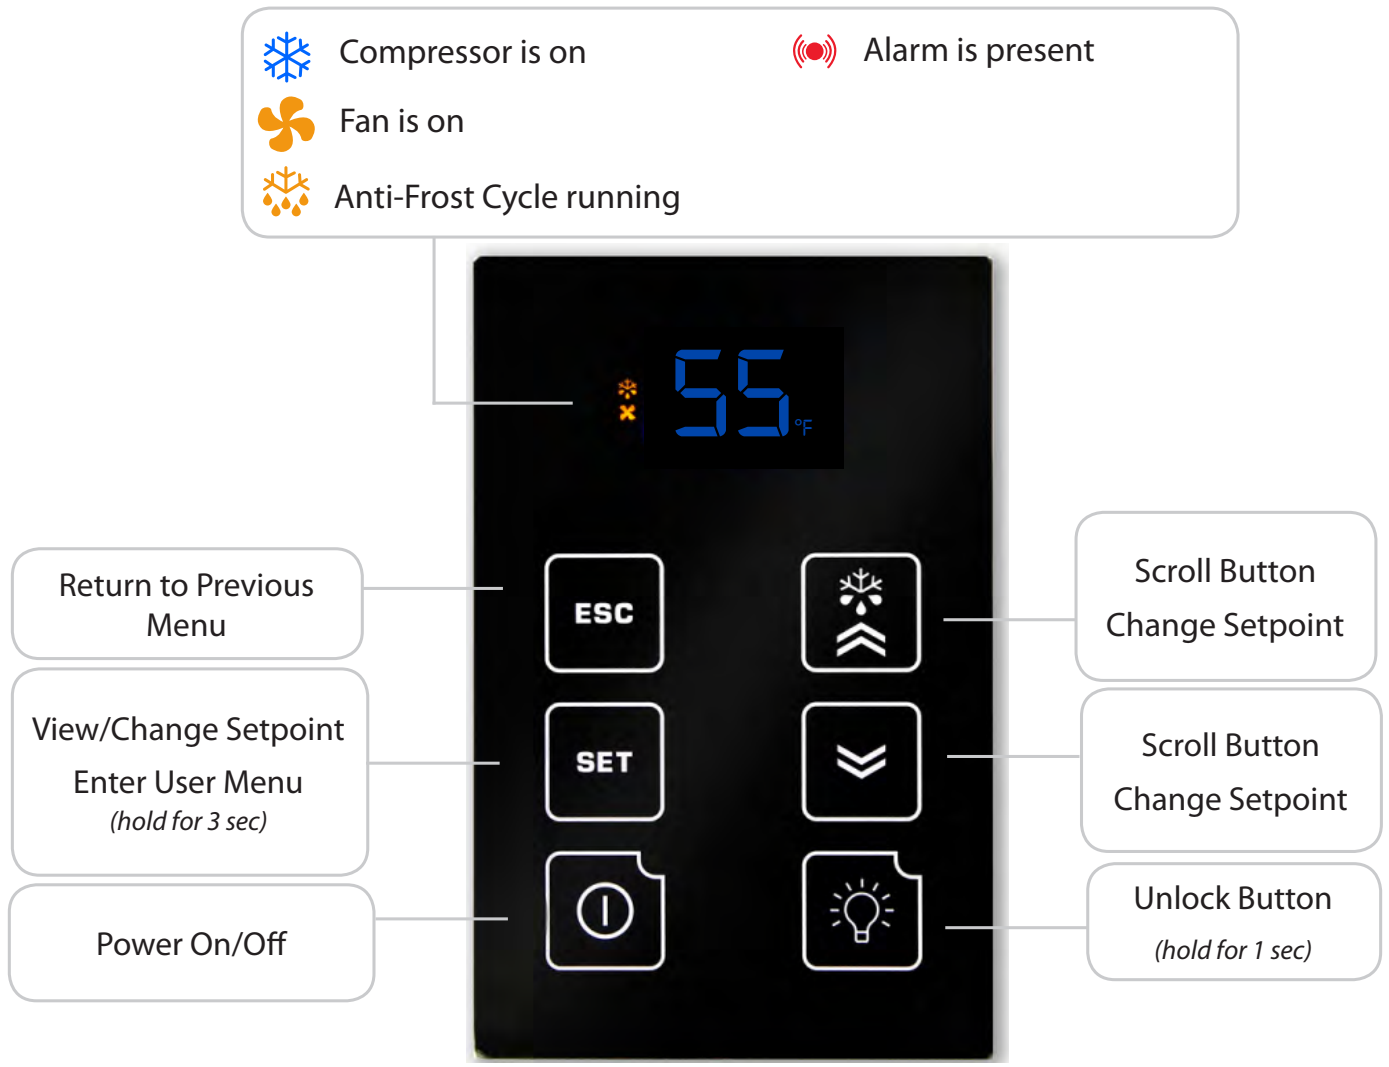 Compressor is on
Alarm is present
Fan is on
Anti-Frost Cycle running
55 °F
Return to Previous
Menu
ESC
Scroll Button
Change Setpoint
View/Change Setpoint
Enter User Menu
(hold for 3 sec)
SET
Scroll Button
Change Setpoint
Power On/Off
Unlock Button
(hold for 1 sec)